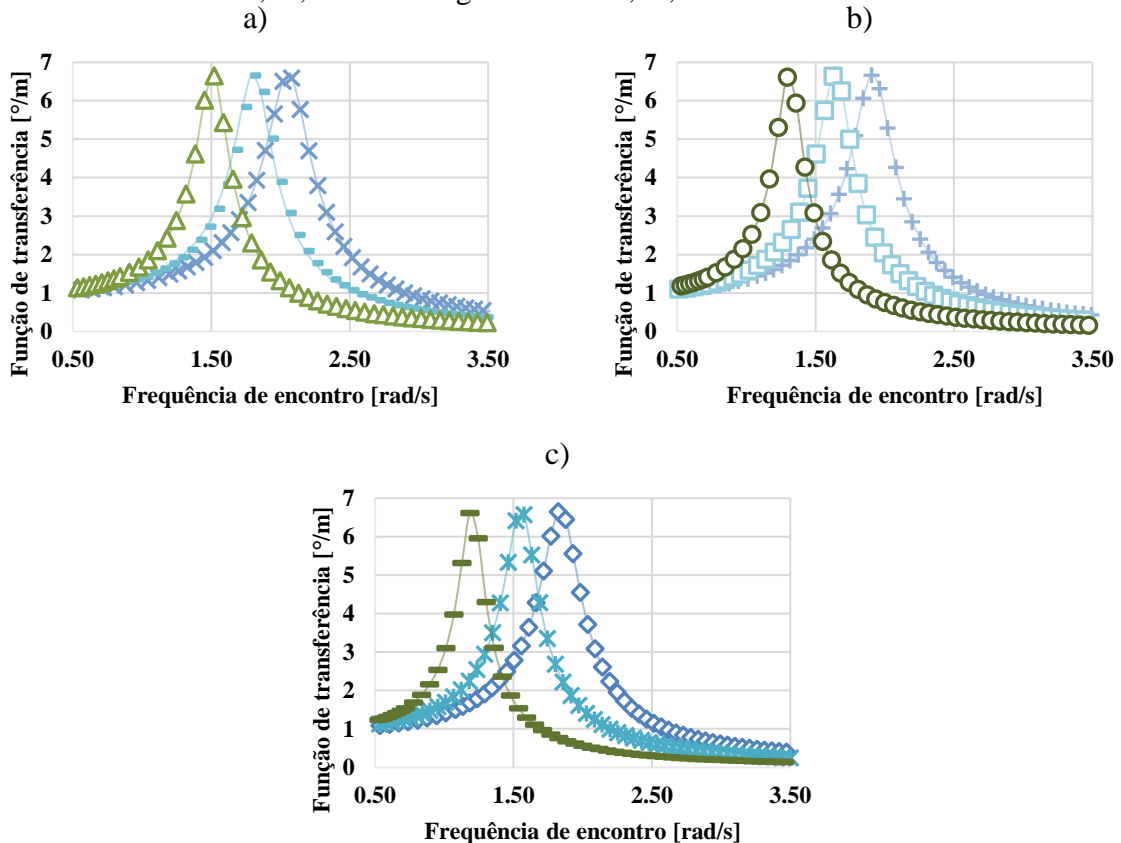 a)
b)
Função de transferência [°/m]
7
6
5
4
3
2
1
0
0.50 1.50 2.50 3.50
Frequência de encontro [rad/s]
Função de transferência [°/m]
7
6
5
4
3
2
1
0
0.50 1.50 2.50 3.50
Frequência de encontro [rad/s]
c)
Função de transferência [°/m]
7
6
5
4
3
2
1
0
0.50 1.50 2.50 3.50
Frequência de encontro [rad/s]